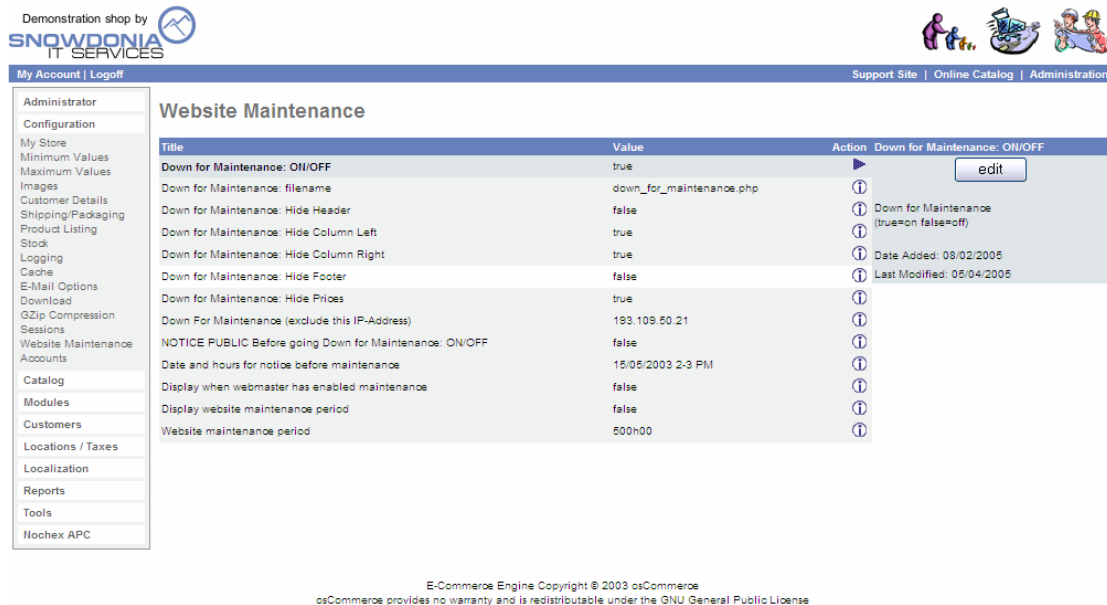 Demonstration shop by
SNOWDONIA
IT SERVICES
My Account | Logoff
Support Site | Online Catalog | Administration
Administrator
Configuration
My Store
Minimum Values
Maximum Values
Images
Customer Details
Shipping/Packaging
Product Listing
Stock
Logging
Cache
E-Mail Options
Download
GZip Compression
Sessions
Website Maintenance
Accounts
Catalog
Modules
Customers
Locations / Taxes
Localization
Reports
Tools
Nochex APC
Website Maintenance
Title Value Action
Down for Maintenance: ON/OFF true
Down for Maintenance: filename down_for_maintenance.php
Down for Maintenance: Hide Header false
Down for Maintenance: Hide Column Left true
Down for Maintenance: Hide Column Right true
Down for Maintenance: Hide Footer false
Down for Maintenance: Hide Prices true
Down For Maintenance (exclude this IP-Address) 193.109.50.21
NOTICE PUBLIC Before going Down for Maintenance: ON/OFF false
Date and hours for notice before maintenance 15/05/2003 2-3 PM
Display when webmaster has enabled maintenance false
Display website maintenance period false
Website maintenance period 500h00
Down for Maintenance: ON/OFF
edit
Down for Maintenance
(true=on false=off)
Date Added: 08/02/2005
Last Modified: 05/04/2005
E-Commerce Engine Copyright © 2003 osCommerce
osCommerce provides no warranty and is redistributable under the GNU General Public License